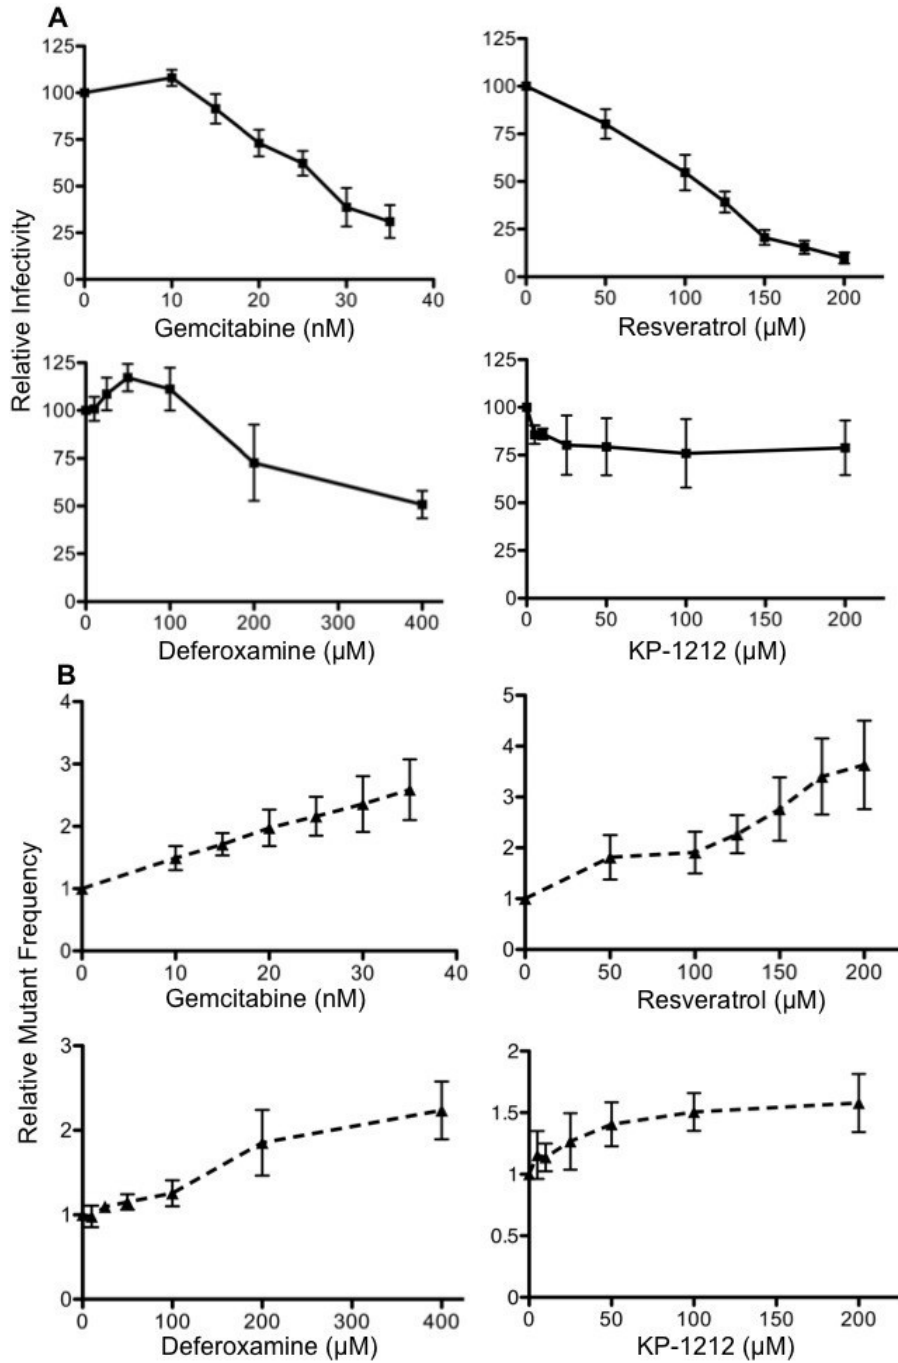 A
Relative Infectivity
125
100
75
50
25
0
0 10 20 30 40
Gemcitabine (nM)
125
100
75
50
25
0
0 50 100 150 200
Resveratrol (µM)
125
100
75
50
25
0
0 100 200 300 400
Deferoxamine (µM)
125
100
75
50
25
0
0 50 100 150 200
KP-1212 (µM)
B
Relative Mutant Frequency
4
3
2
1
0
0 10 20 30 40
Gemcitabine (nM)
5
4
3
2
1
0
0 50 100 150 200
Resveratrol (µM)
3
2
1
0
0 100 200 300 400
Deferoxamine (µM)
2
1.5
1
0.5
0
0 50 100 150 200
KP-1212 (µM)